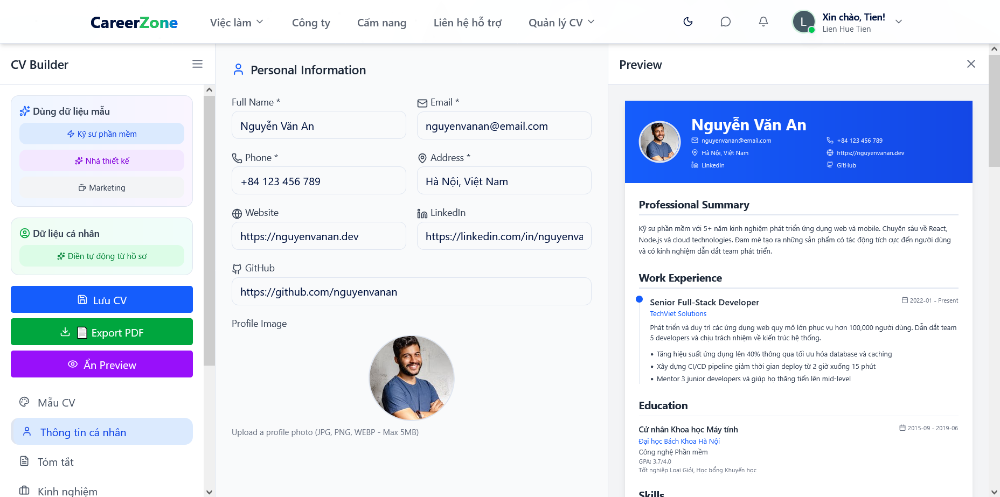 CareerZone
Việc làm
Công ty
Cẩm nang
Liên hệ hỗ trợ
Quản lý CV
L
Xin chào, Tien!
Lien Hue Tien
CV Builder
Dùng dữ liệu mẫu
Kỹ sư phần mềm
Nhà thiết kế
Marketing
Dữ liệu cá nhân
Điền tự động từ hồ sơ
Lưu CV
Export PDF
Ẩn Preview
Mẫu CV
Thông tin cá nhân
Tóm tắt
Kinh nghiệm
Personal Information
Full Name *
Nguyễn Văn An
Email *
nguyenvanan@email.com
Phone *
+84 123 456 789
Address *
Hà Nội, Việt Nam
Website
https://nguyenvanan.dev
LinkedIn
https://linkedin.com/in/nguyenva
GitHub
https://github.com/nguyenvanan
Profile Image
Upload a profile photo (JPG, PNG, WEBP - Max 5MB)
Preview
Nguyễn Văn An
nguyenvanan@email.com
+84 123 456 789
Hà Nội, Việt Nam
https://nguyenvanan.dev
LinkedIn
GitHub
Professional Summary
Kỹ sư phần mềm với 5+ năm kinh nghiệm phát triển ứng dụng web và mobile. Chuyên sâu về React,
Node.js và cloud technologies. Đam mê tạo ra những sản phẩm có tác động tích cực đến người dùng
và có kinh nghiệm dẫn dắt team phát triển.
Work Experience
Senior Full-Stack Developer
2022-01 - Present
TechViet Solutions
Phát triển và duy trì các ứng dụng web quy mô lớn phục vụ hơn 100,000 người dùng. Dẫn dắt team
5 developers và chịu trách nhiệm về kiến trúc hệ thống.
• Tăng hiệu suất ứng dụng lên 40% thông qua tối ưu hóa database và caching
• Xây dựng CI/CD pipeline giảm thời gian deploy từ 2 giờ xuống 15 phút
• Mentor 3 junior developers và giúp họ thăng tiến lên mid-level
Education
Cử nhân Khoa học Máy tính
2015-09 - 2019-06
Đại học Bách Khoa Hà Nội
Công nghệ Phần mềm
GPA: 3.7/4.0
Tốt nghiệp Loại Giỏi, Học bổng Khuyến học
Skills